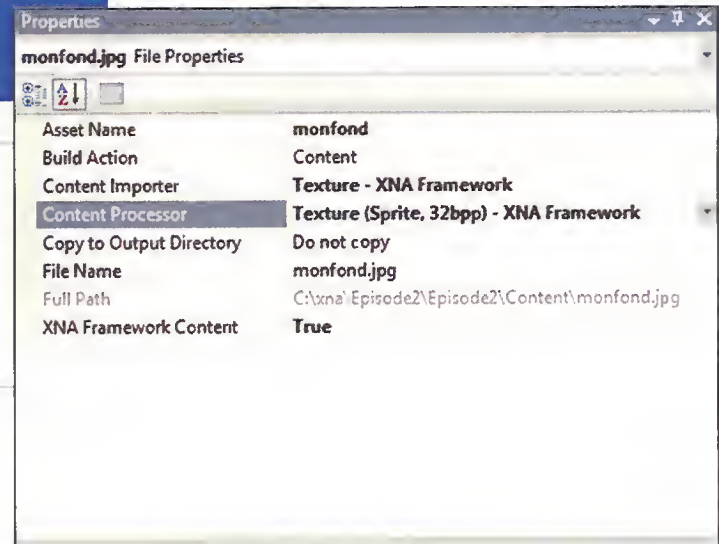 Properties
monfond.jpg File Properties
Asset Name monfond
Build Action Content
Content Importer Texture - XNA Framework
Content Processor Texture (Sprite, 32bpp) - XNA Framework
Copy to Output Directory Do not copy
File Name monfond.jpg
Full Path C:\xna\Episode2\Episode2\Content\monfond.jpg
XNA Framework Content True